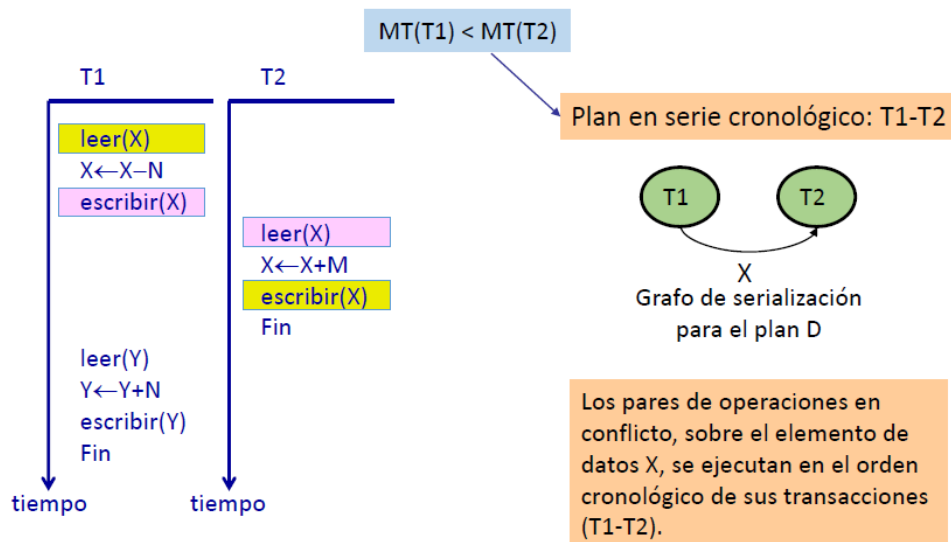 MT(T1) < MT(T2)
T1
T2
leer(X)
X←X−N
escribir(X)
leer(X)
X←X+M
escribir(X)
Fin
leer(Y)
Y←Y+N
escribir(Y)
Fin
tiempo
tiempo
Plan en serie cronológico: T1-T2
T1
T2
X
Grafo de serialización
para el plan D
Los pares de operaciones en
conflicto, sobre el elemento de
datos X, se ejecutan en el orden
cronológico de sus transacciones
(T1-T2).